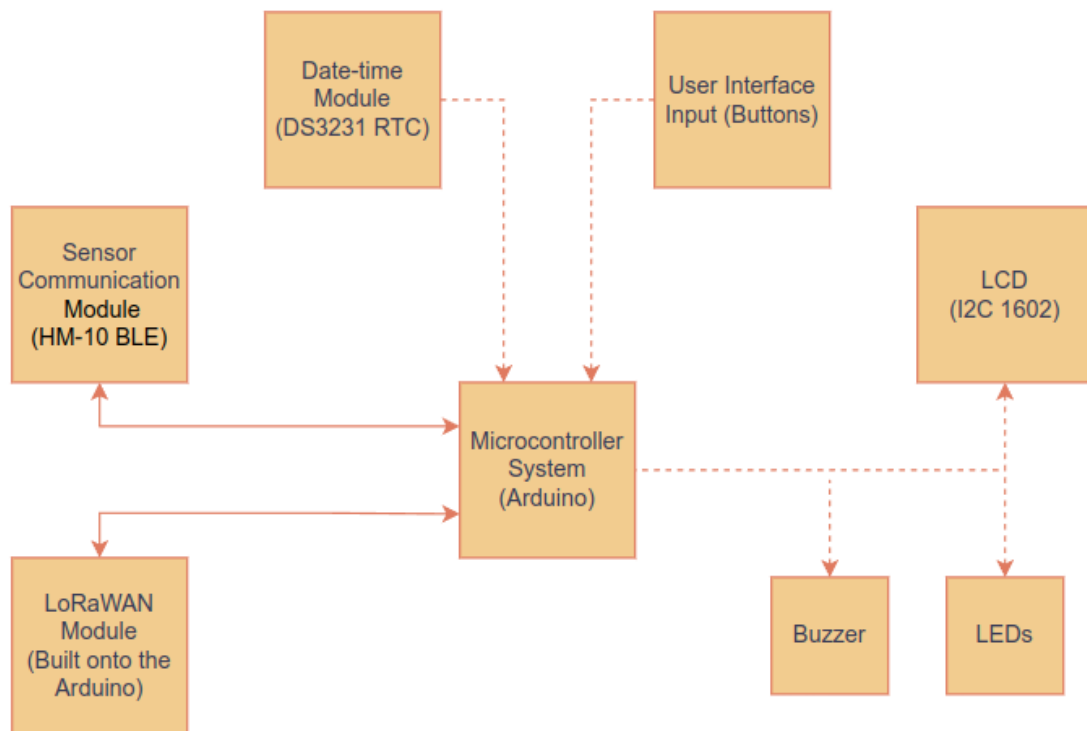 Date-time
Module
(DS3231 RTC)
User Interface
Input (Buttons)
Sensor
Communication
Module
(HM-10 BLE)
LCD
(I2C 1602)
Microcontroller
System
(Arduino)
LoRaWAN
Module
(Built onto the
Arduino)
Buzzer
LEDs